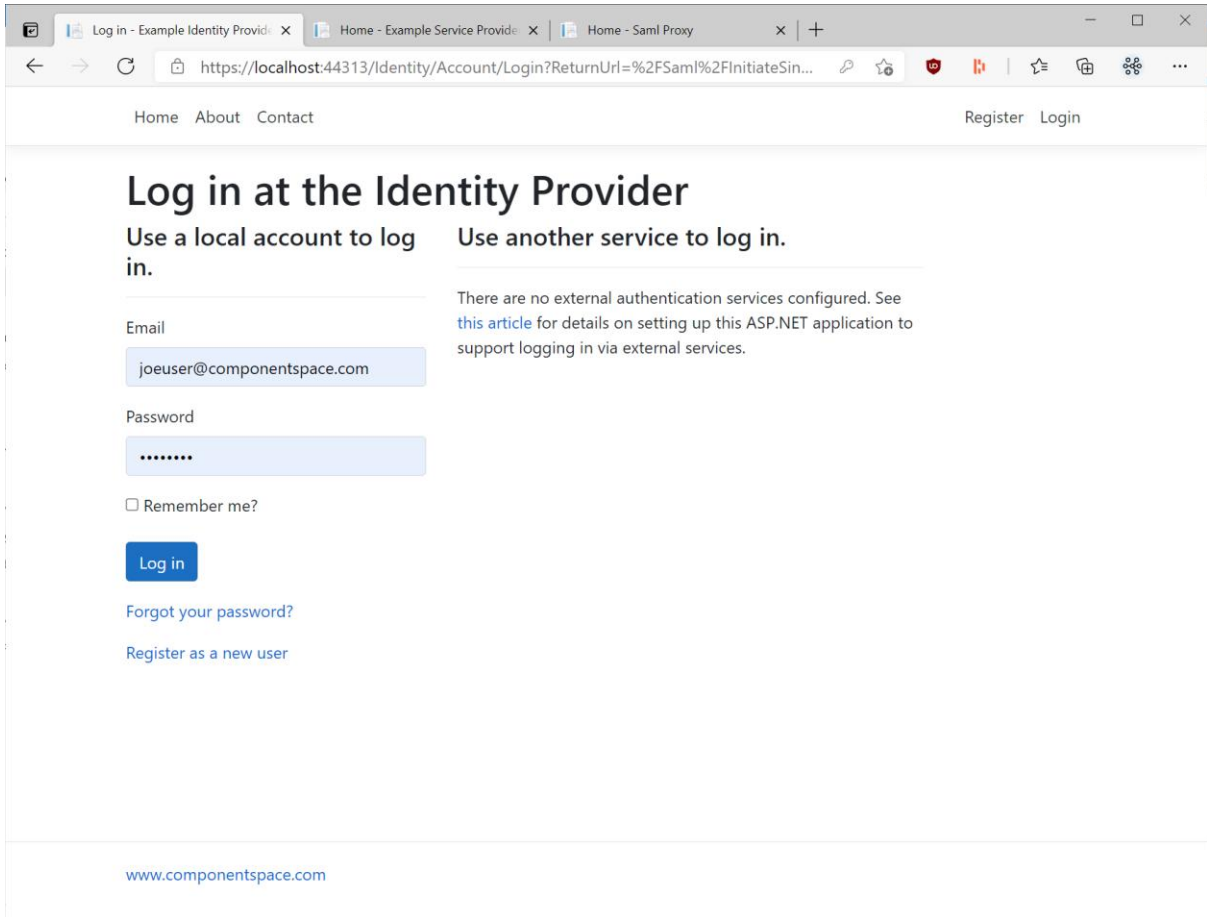 Log in - Example Identity Provid
Home - Example Service Provide
Home - Saml Proxy
https://localhost:44313/Identity/Account/Login?ReturnUrl=%2FSaml%2FInitiateSin...
Home About Contact
Register Login
Log in at the Identity Provider
Use a local account to log
in.
Use another service to log in.
There are no external authentication services configured. See
this article for details on setting up this ASP.NET application to
support logging in via external services.
Email
joeuser@componentspace.com
Password
••••••••
Remember me?
Log in
Forgot your password?
Register as a new user
www.componentspace.com